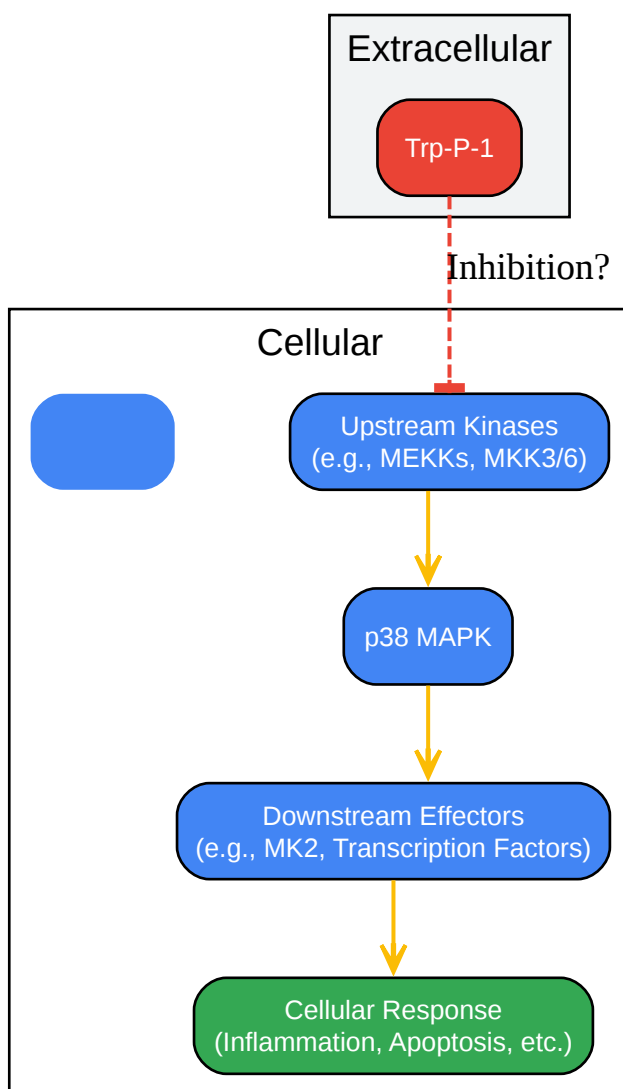 Extracellular
Trp-P-1
Inhibition?
Cellular
Upstream Kinases
(e.g., MEKKs, MKK3/6)
p38 MAPK
Downstream Effectors
(e.g., MK2, Transcription Factors)
Cellular Response
(Inflammation, Apoptosis, etc.)